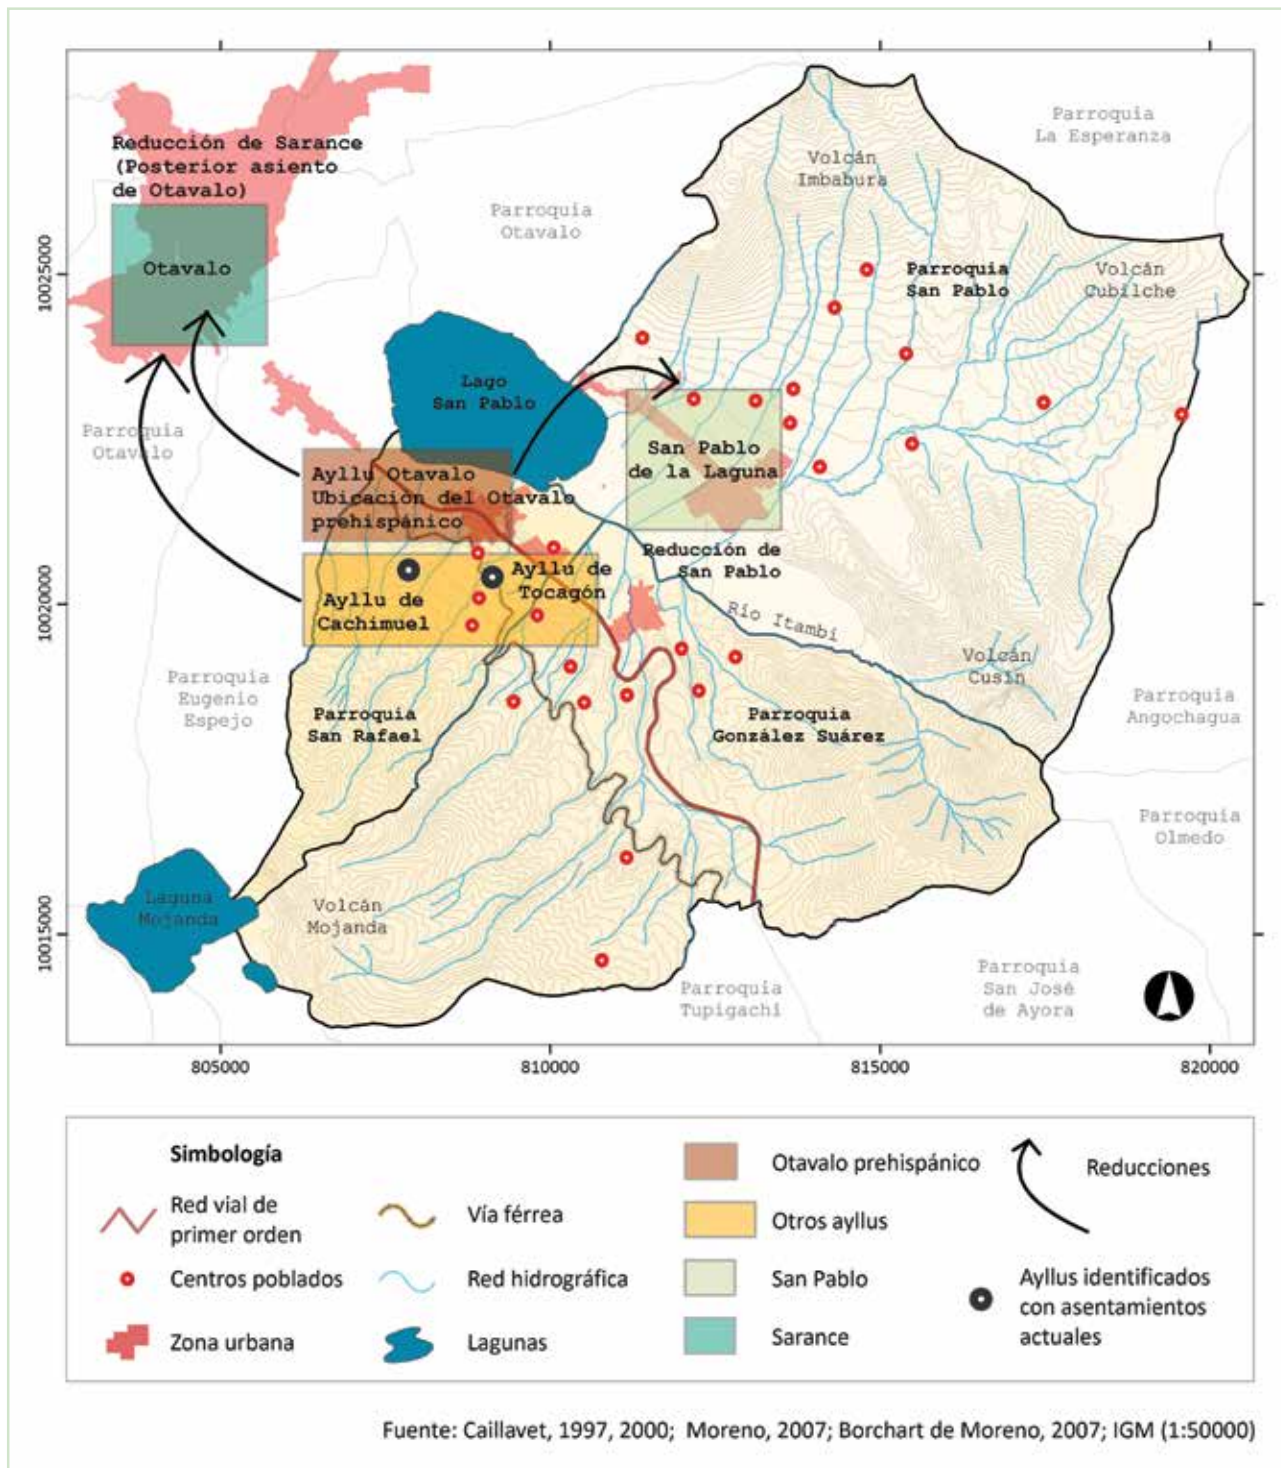 Reducción de Sarance
(Posterior asiento
de Otavalo)
Otavalo
Parroquia
Otavalo
Parroquia
La Esperanza
Volcán
Imbabura
Parroquia
San Pablo
Volcán
Cubilche
Lago
San Pablo
Parroquia
Otavalo
Ayllu Otavalo
Ubicación del Otavalo
prehispánico
San Pablo
de la Laguna
Reducción de
San Pablo
Ayllu de
Tocagón
Ayllu de
Cachimuel
Río Itambi
Volcán
Cusín
Parroquia
Eugenio
Espejo
Parroquia
San Rafael
Parroquia
González Suárez
Parroquia
Angochagua
Parroquia
Olmedo
Laguna
Mojanda
Volcán
Mojanda
Parroquia
Tupigachi
Parroquia
San José
de Ayora
10025000
10020000
10015000
805000
810000
815000
820000
Simbología
Red vial de
primer orden
Centros poblados
Zona urbana
Vía férrea
Red hidrográfica
Lagunas
Otavalo prehispánico
Otros ayllus
San Pablo
Sarance
Reducciones
Ayllus identificados
con asentamientos
actuales
Fuente: Caillavet, 1997, 2000; Moreno, 2007; Borchart de Moreno, 2007; IGM (1:50000)